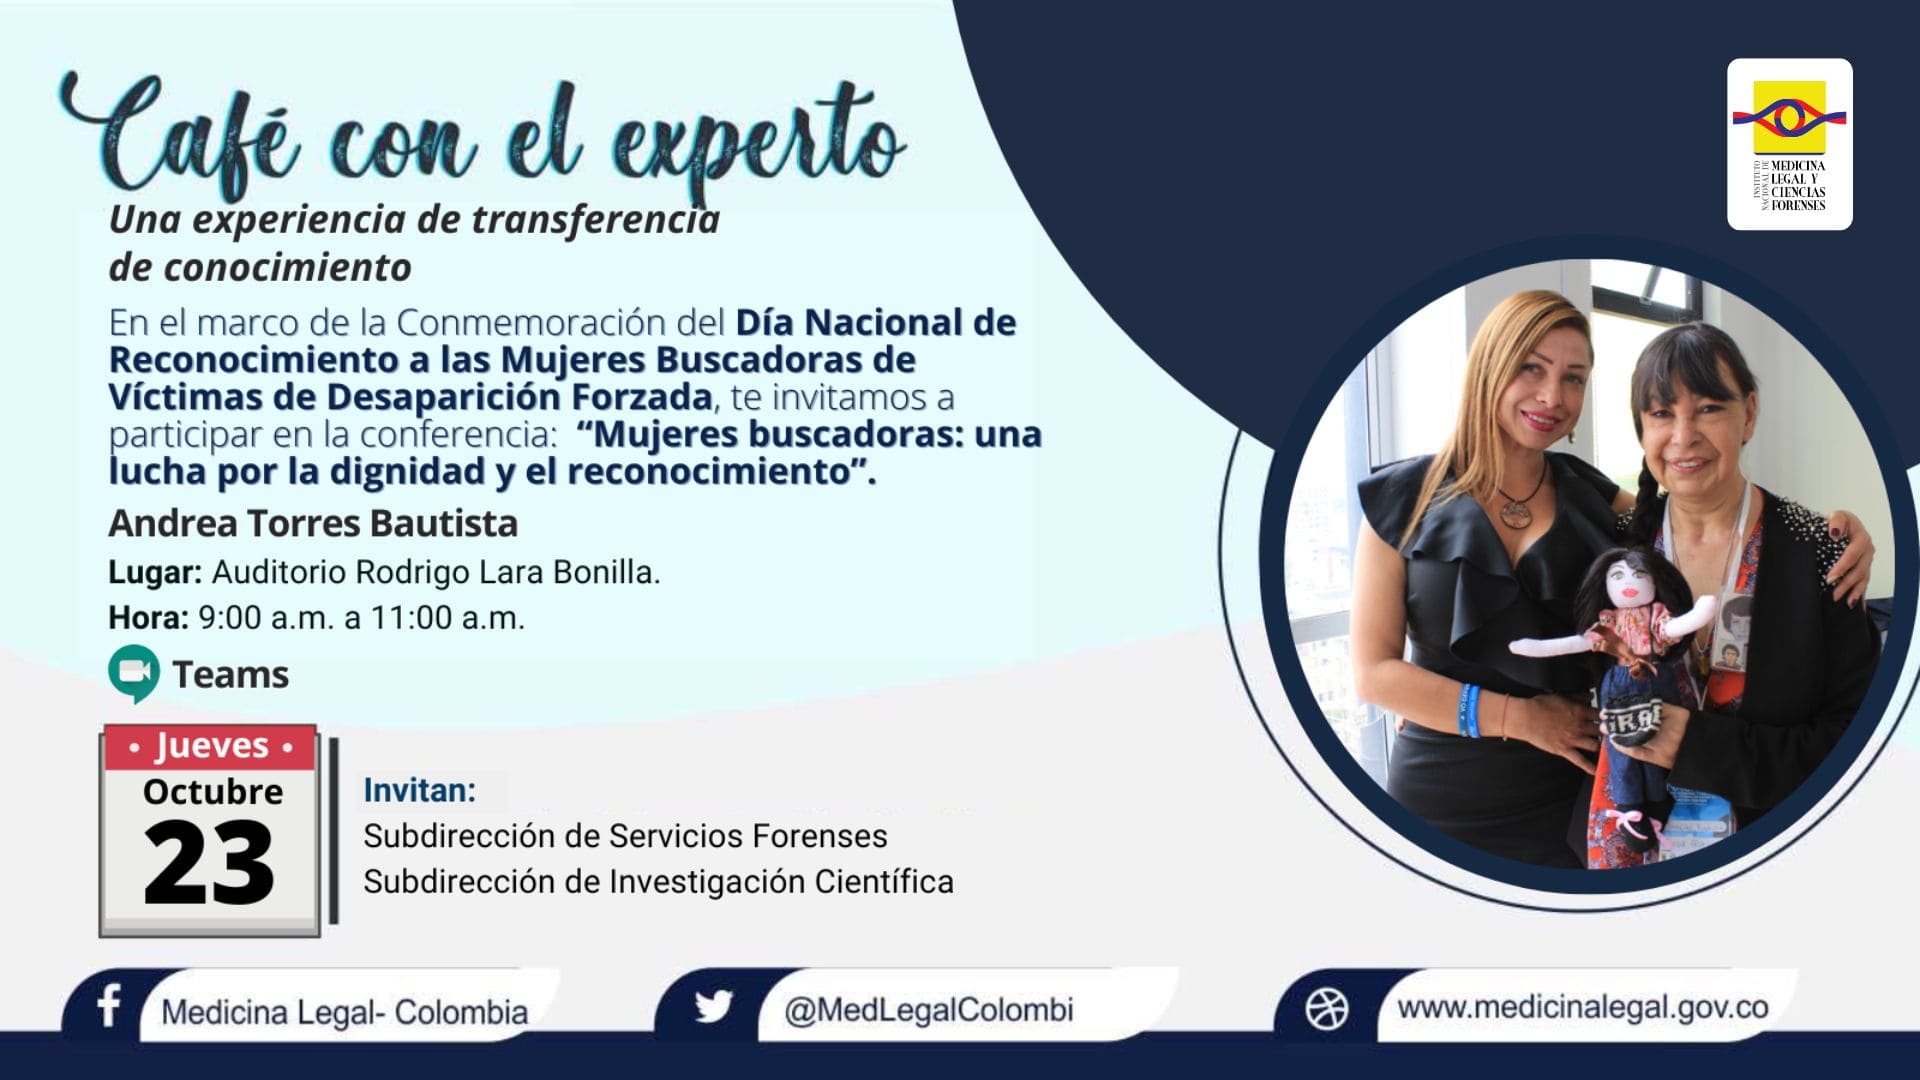 Café con el experto
Una experiencia de transferencia
de conocimiento
En el marco de la Conmemoración del Día Nacional de
Reconocimiento a las Mujeres Buscadoras de
Víctimas de Desaparición Forzada, te invitamos a
participar en la conferencia: “Mujeres buscadoras: una
lucha por la dignidad y el reconocimiento”.
Andrea Torres Bautista
Lugar: Auditorio Rodrigo Lara Bonilla.
Hora: 9:00 a.m. a 11:00 a.m.
Teams
• Jueves •
Octubre
23
Invitan:
Subdirección de Servicios Forenses
Subdirección de Investigación Científica
INSTITUTO
NACIONAL DE
MEDICINA
LEGAL Y
CIENCIAS
FORENSES
Medicina Legal- Colombia
@MedLegalColombi
www.medicinalegal.gov.co